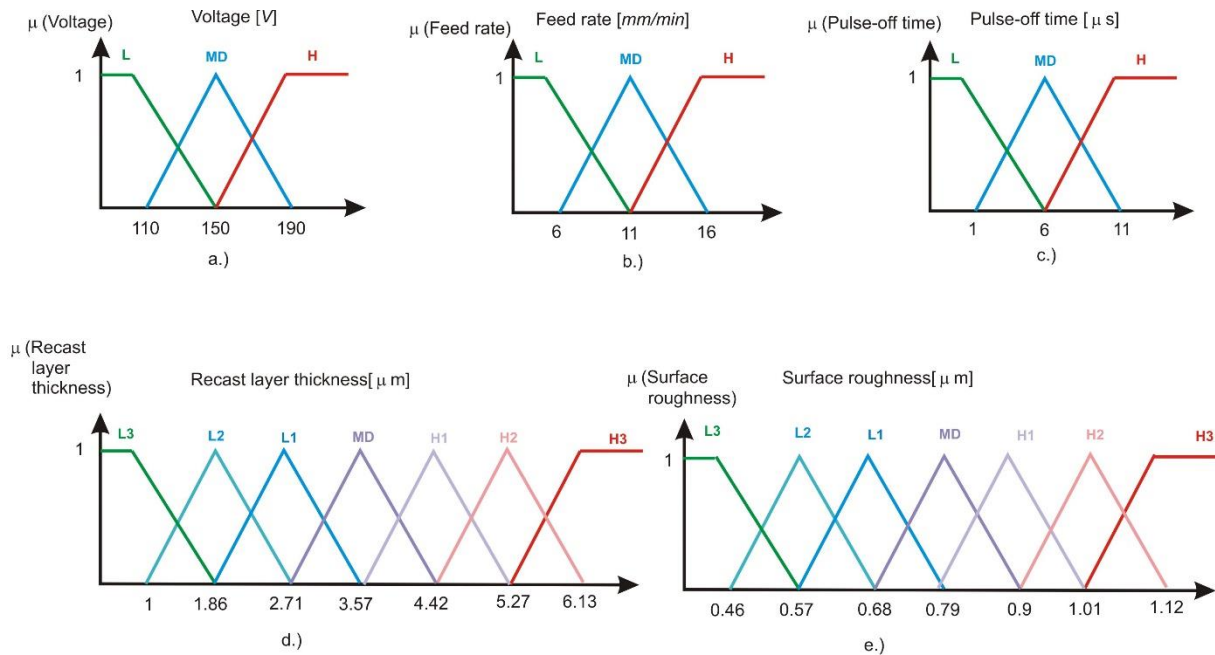 μ (Voltage)
Voltage [V]
L
MD
H
1
110
150
190
a.)
μ (Feed rate)
Feed rate [mm/min]
L
MD
H
1
6
11
16
b.)
μ (Pulse-off time)
Pulse-off time [ μ s]
L
MD
H
1
1
6
11
c.)
μ (Recast
layer
thickness)
Recast layer thickness[ μ m]
L3
L2
L1
MD
H1
H2
H3
1
1
1.86
2.71
3.57
4.42
5.27
6.13
d.)
μ (Surface
roughness)
Surface roughness[ μ m]
L3
L2
L1
MD
H1
H2
H3
1
0.46
0.57
0.68
0.79
0.9
1.01
1.12
e.)